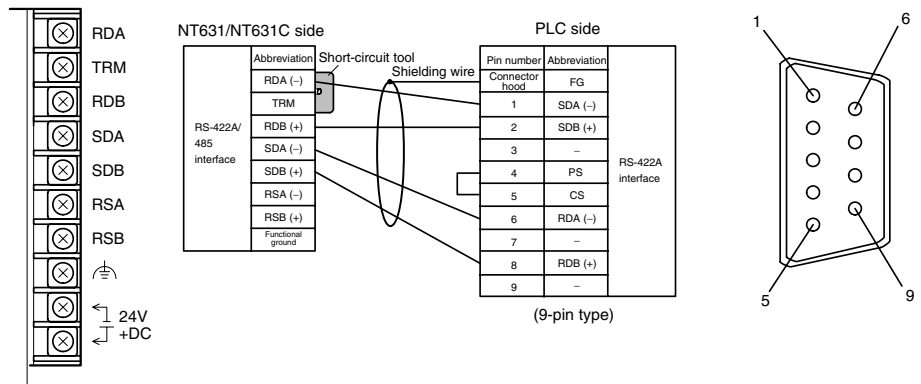 RDA
TRM
RDB
SDA
SDB
RSA
RSB
24V
+DC
NT631/NT631C side
Abbreviation
RS-422A/
485
interface
RDA (−)
TRM
RDB (+)
SDA (−)
SDB (+)
RSA (−)
RSB (+)
Functional
ground
Short-circuit tool
Shielding wire
PLC side
Pin number Abbreviation
Connector
hood
FG
1 SDA (−)
2 SDB (+)
3 −
4 PS
5 CS
6 RDA (−)
7 −
8 RDB (+)
9 −
RS-422A
interface
(9-pin type)
1
6
5
9